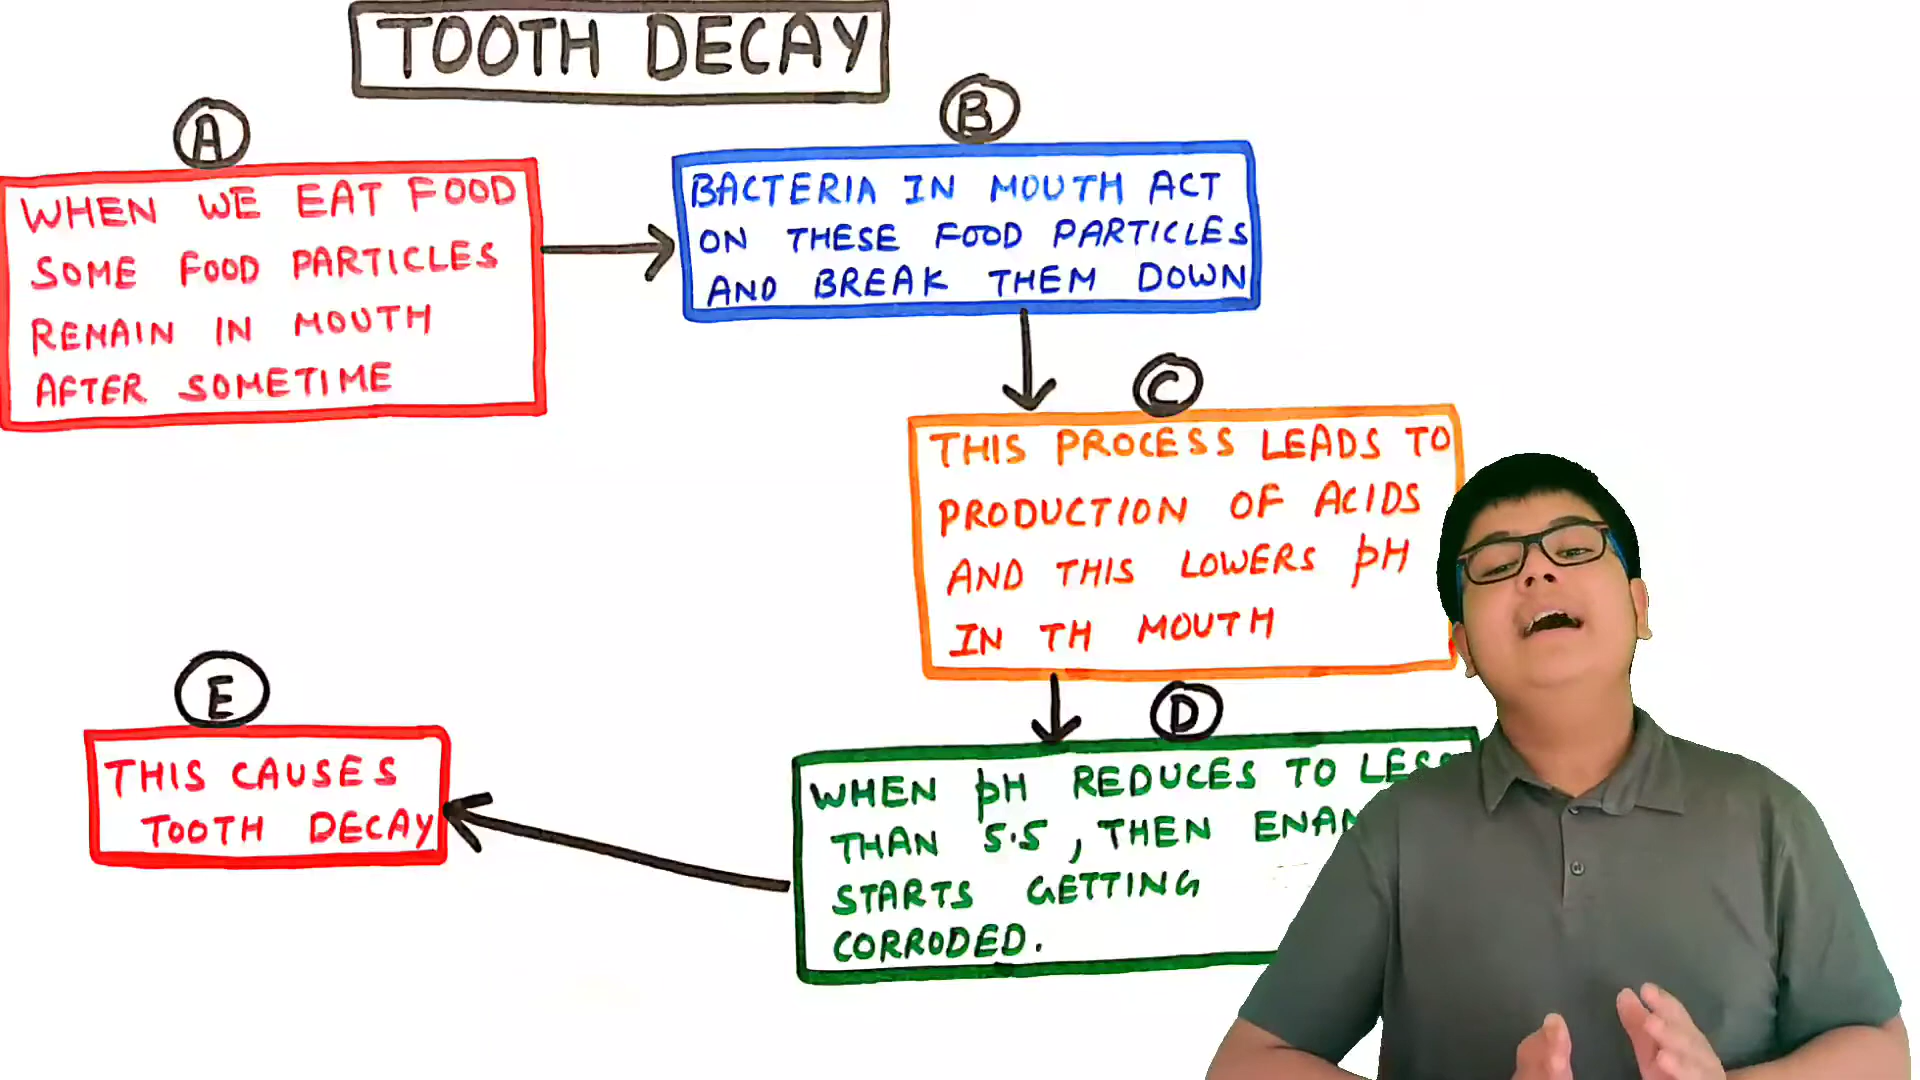 TOOTH DECAY
A
WHEN WE EAT FOOD
SOME FOOD PARTICLES
REMAIN IN MOUTH
AFTER SOMETIME
B
BACTERIA IN MOUTH ACT
ON THESE FOOD PARTICLES
AND BREAK THEM DOWN
C
THIS PROCESS LEADS TO
PRODUCTION OF ACIDS
AND THIS LOWERS pH
IN TH MOUTH
D
WHEN pH REDUCES TO
THAN 5.5, THEN
STARTS GETTING
CORRODED.
E
THIS CAUSES
TOOTH DECAY